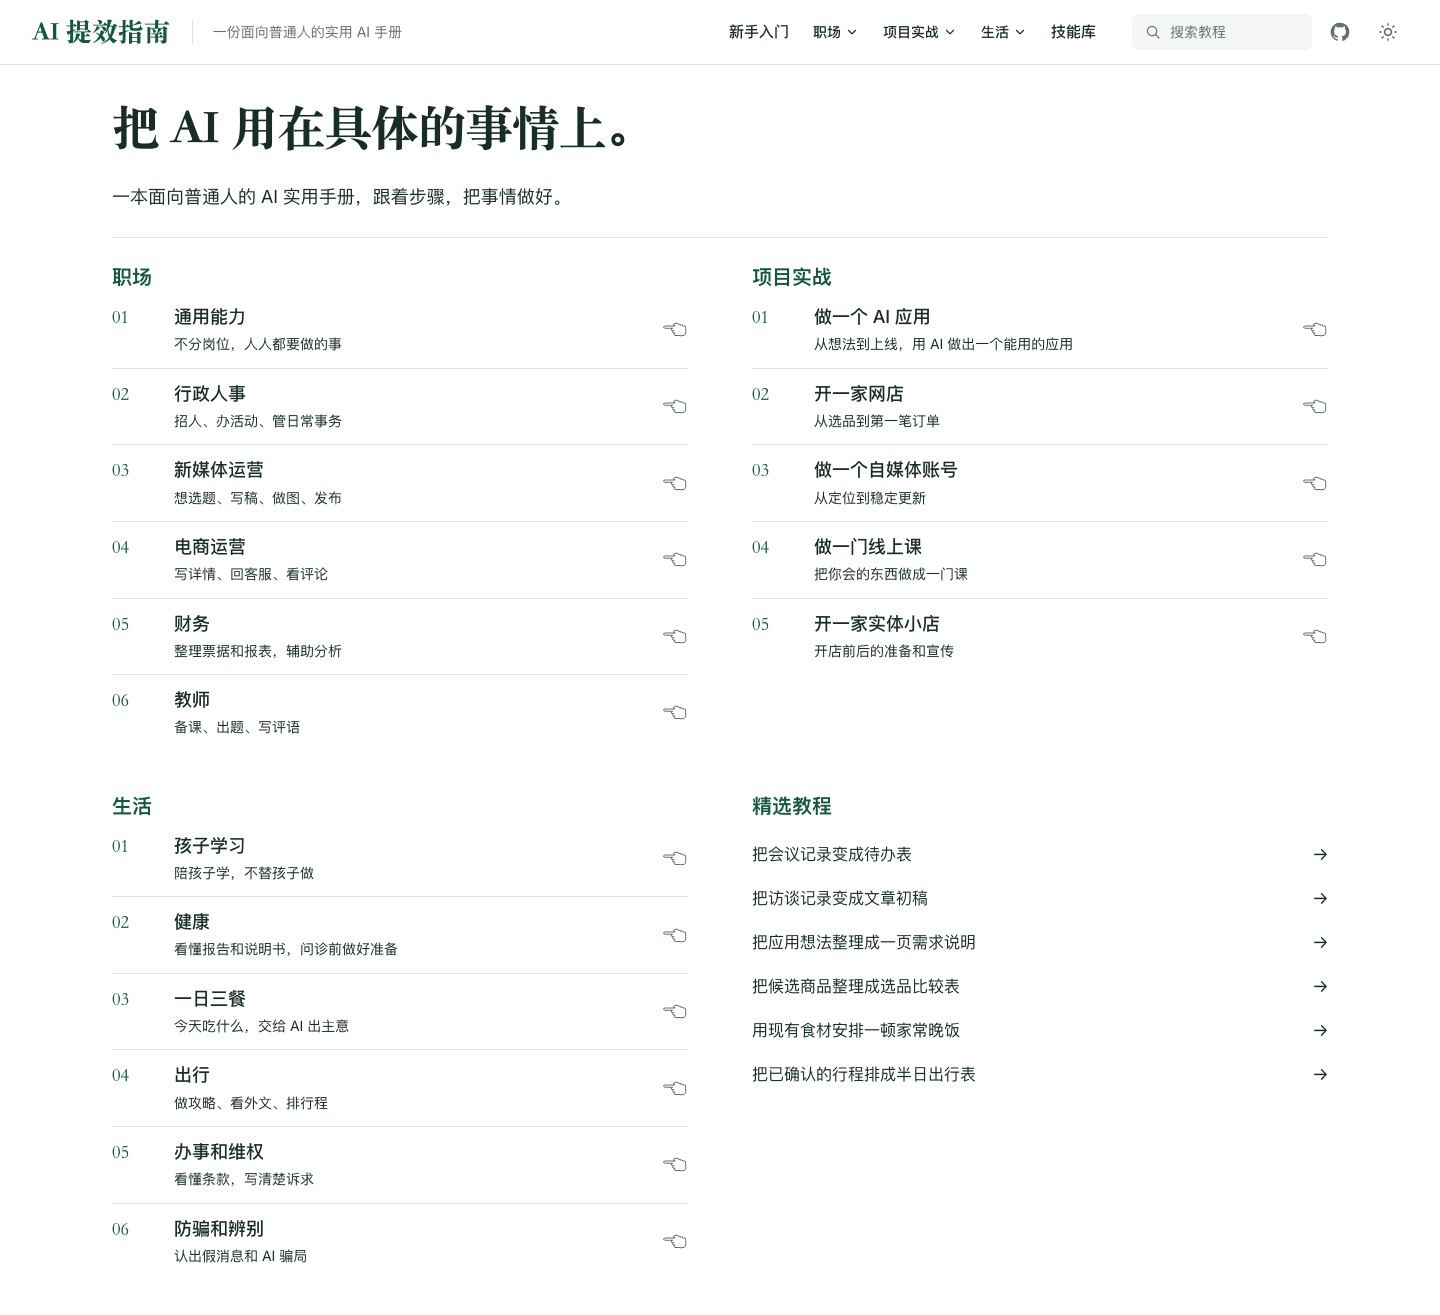 AI 提效指南
一份面向普通人的实用 AI 手册
新手入门
职场
项目实战
生活
技能库
搜索教程
把 AI 用在具体的事情上。
一本面向普通人的 AI 实用手册，跟着步骤，把事情做好。
职场
01
通用能力
不分岗位，人人都要做的事
02
行政人事
招人、办活动、管日常事务
03
新媒体运营
想选题、写稿、做图、发布
04
电商运营
写详情、回客服、看评论
05
财务
整理票据和报表，辅助分析
06
教师
备课、出题、写评语
项目实战
01
做一个 AI 应用
从想法到上线，用 AI 做出一个能用的应用
02
开一家网店
从选品到第一笔订单
03
做一个自媒体账号
从定位到稳定更新
04
做一门线上课
把你会的东西做成一门课
05
开一家实体小店
开店前后的准备和宣传
生活
01
孩子学习
陪孩子学，不替孩子做
02
健康
看懂报告和说明书，问诊前做好准备
03
一日三餐
今天吃什么，交给 AI 出主意
04
出行
做攻略、看外文、排行程
05
办事和维权
看懂条款，写清楚诉求
06
防骗和辨别
认出假消息和 AI 骗局
精选教程
把会议记录变成待办表
把访谈记录变成文章初稿
把应用想法整理成一页需求说明
把候选商品整理成选品比较表
用现有食材安排一顿家常晚饭
把已确认的行程排成半日出行表